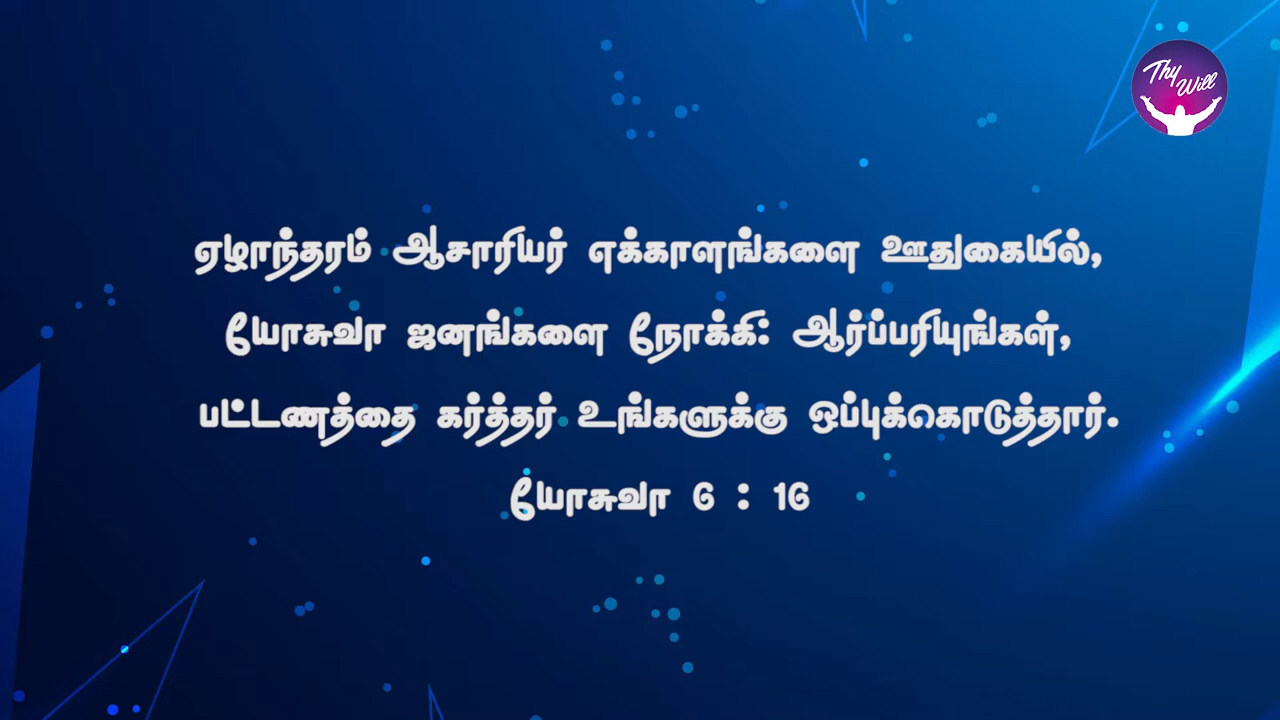 Thy
Will
ஏழாந்தரம் ஆசாரியர் எக்காளங்களை ஊதுகையில்,
யோசுவா ஜனங்களை நோக்கி: ஆர்ப்பரியுங்கள்,
பட்டணத்தை கர்த்தர் உங்களுக்கு ஒப்புக்கொடுத்தார்.
யோசுவா 6 : 16